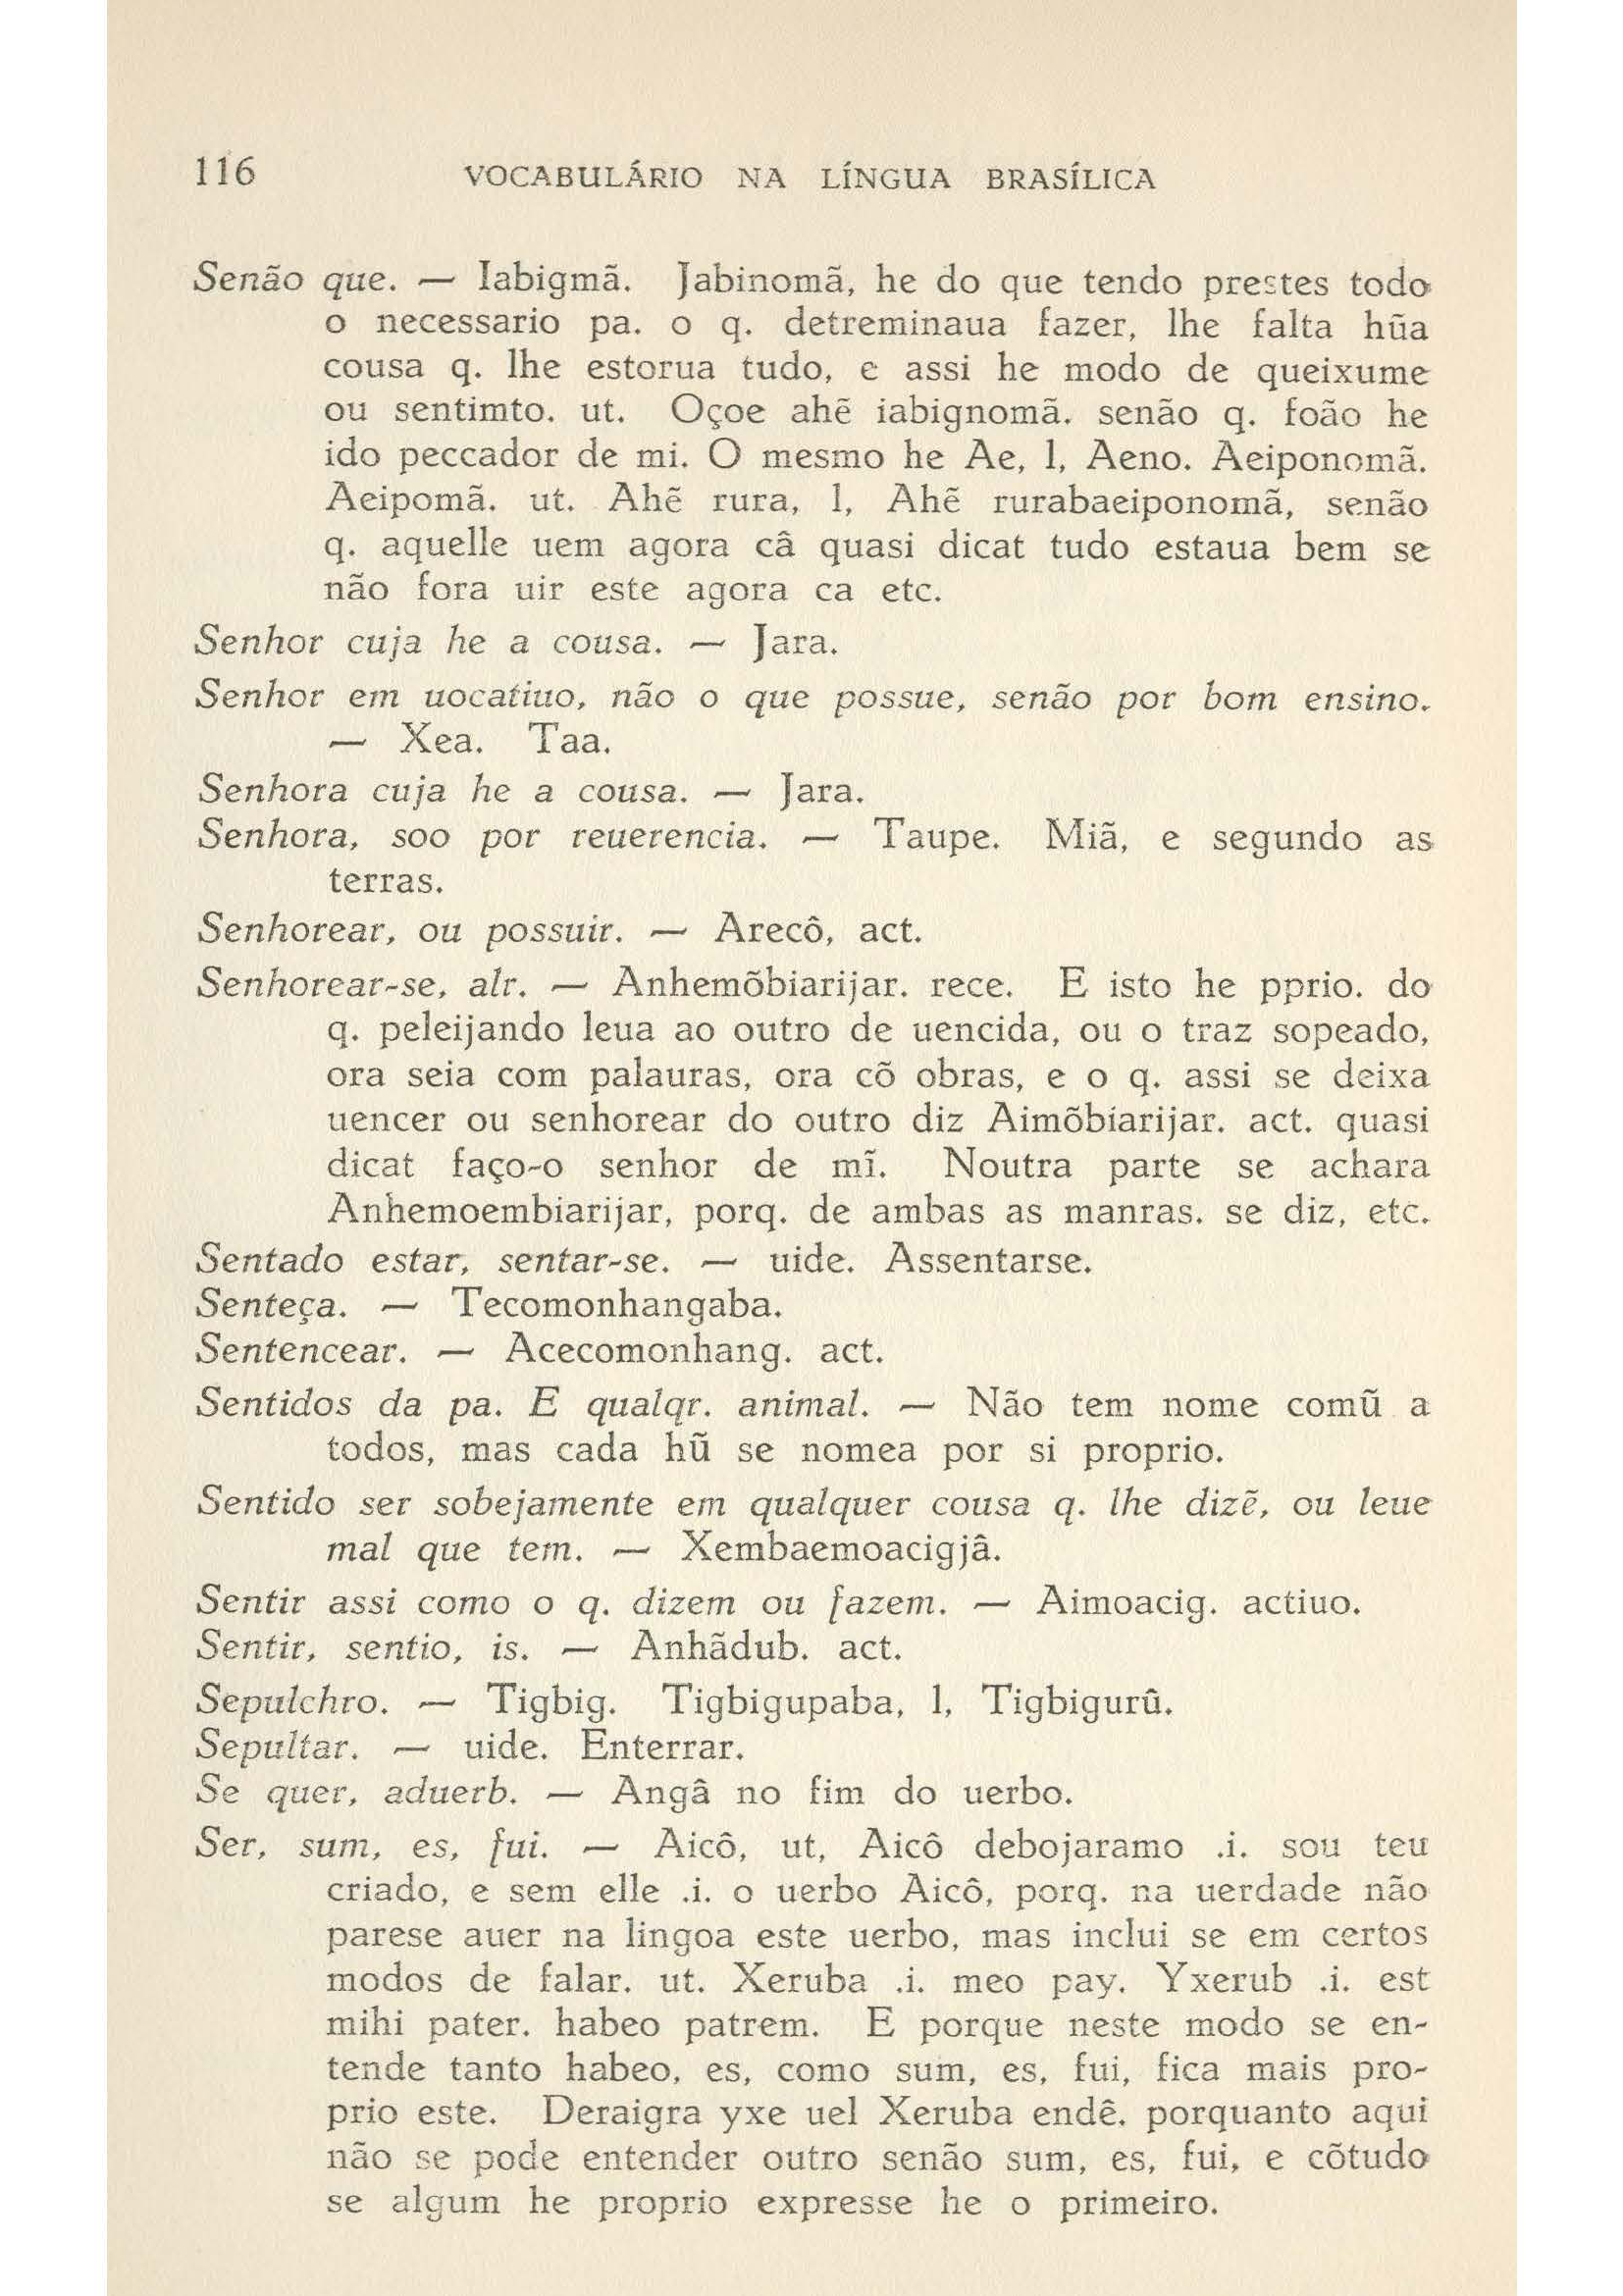 116 VOCABULÁRIO NA LÍNGUA BRASÍLICA
Senão que. — Iabigmã. Jabinomã, he do que tendo prestes todo
o necessario pa. o q. detreminaua fazer, lhe falta hũa
cousa q. lhe estorua tudo, e assi he modo de queixume
ou sentimto. ut. Oçoe ahẽ iabignomã. senão q. foão he
ido peccador de mi. O mesmo he Ae, l, Aeno. Aeiponomã.
Aeipomã. ut. Ahẽ rura, l, Ahẽ rurabaeiponomã, senão
q. aquelle uem agora câ quasi dicat tudo estaua bem se
não fora uir este agora ca etc.
Senhor cuja he a cousa. — Jara.
Senhor em uocatiuo, não o que possue, senão por bom ensino.
— Xea. Taa.
Senhora cuja he a cousa. — Jara.
Senhora, soo por reuerencia. — Taupe. Miã, e segundo as
terras.
Senhorear, ou possuir. — Arecô, act.
Senhorear-se, alr. — Anhemõbiarijar. rece. E isto he pprio. do
q. peleijando leua ao outro de uencida, ou o traz sopeado,
ora seia com palauras, ora cõ obras, e o q. assi se deixa
uencer ou senhorear do outro diz Aimõbiarijar. act. quasi
dicat faço-o senhor de mĩ. Noutra parte se achara
Anhemoembiarijar, porq. de ambas as manras. se diz, etc.
Sentado estar, sentar-se. — uide. Assentarse.
Senteça. — Tecomonhangaba.
Sentencear. — Acecomonhang. act.
Sentidos da pa. E qualqr. animal. — Não tem nome comũ a
todos, mas cada hũ se nomea por si proprio.
Sentido ser sobejamente em qualquer cousa q. lhe dizẽ, ou leue
mal que tem. — Xembaemoacigjâ.
Sentir assi como o q. dizem ou fazem. — Aimoacig. actiuo.
Sentir, sentio, is. — Anhãdub. act.
Sepulchro. — Tigbig. Tigbigupaba, l, Tigbigurû.
Sepultar. — uide. Enterrar.
Se quer, aduerb. — Angâ no fim do uerbo.
Ser, sum, es, fui. — Aicô, ut, Aicô debojaramo .i. sou teu
criado, e sem elle .i. o uerbo Aicô, porq. na uerdade não
parese auer na lingoa este uerbo, mas inclui se em certos
modos de falar. ut. Xeruba .i. meo pay. Yxerub .i. est
mihi pater. habeo patrem. E porque neste modo se en-
tende tanto habeo, es, como sum, es, fui, fica mais pro-
prio este. Deraigra yxe uel Xeruba endê. porquanto aqui
não se pode entender outro senão sum, es, fui, e cõtudo
se algum he proprio expresse he o primeiro.